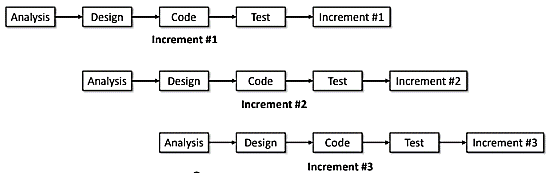 Analysis Design Code Test Increment #1
Increment #1
Analysis Design Code Test Increment #2
Increment #2
Analysis Design Code Test Increment #3
Increment #3